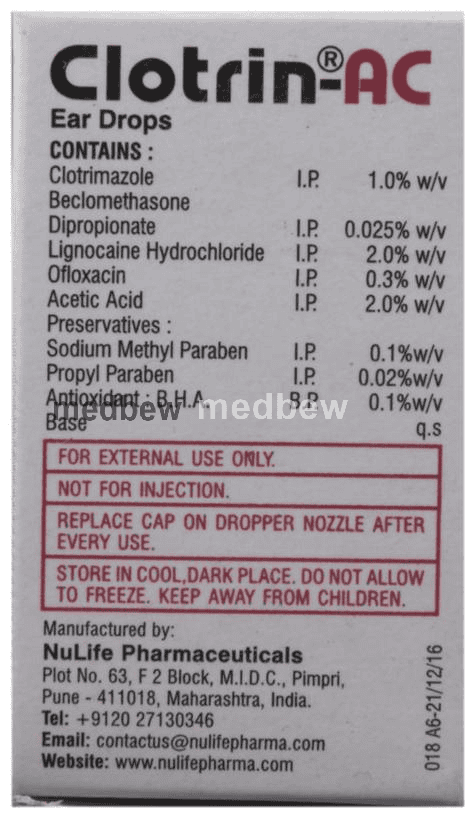 Clotrin®-AC
Ear Drops
CONTAINS :
Clotrimazole I.P. 1.0% w/v
Beclomethasone
Dipropionate I.P. 0.025% w/v
Lignocaine Hydrochloride I.P. 2.0% w/v
Ofloxacin I.P. 0.3% w/v
Acetic Acid I.P. 2.0% w/v
Preservatives :
Sodium Methyl Paraben I.P. 0.1%w/v
Propyl Paraben I.P. 0.02%w/v
Antioxidant : B.H.A. B.P. 0.1%w/v
medbew medbew
Base q.s
FOR EXTERNAL USE ONLY.
NOT FOR INJECTION.
REPLACE CAP ON DROPPER NOZZLE AFTER
EVERY USE.
STORE IN COOL,DARK PLACE. DO NOT ALLOW
TO FREEZE. KEEP AWAY FROM CHILDREN.
Manufactured by:
NuLife Pharmaceuticals
Plot No. 63, F 2 Block, M.I.D.C., Pimpri,
Pune - 411018, Maharashtra, India.
Tel: +9120 27130346
Email: contactus@nulifepharma.com
Website: www.nulifepharma.com
018 A6-21/12/16